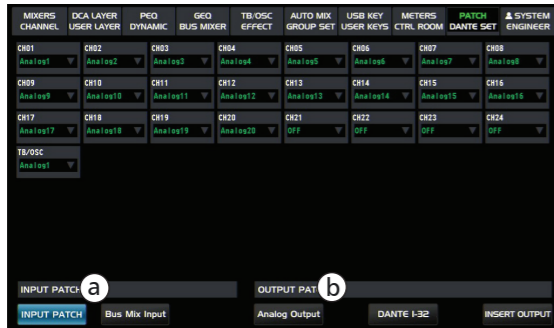 MIXERS DCA LAYER PEQ GEQ TB/OSC AUTO MIX USB KEY METERS PATCH SYSTEM
CHANNEL USER LAYER DYNAMIC BUS MIXER EFFECT GROUP SET USER KEYS CTRL ROOM DANTE SET ENGINEER
CH01 CH02 CH03 CH04 CH05 CH06 CH07 CH08
Analog1 Analog2 Analog3 Analog4 Analog5 Analog6 Analog7 Analog8
CH09 CH10 CH11 CH12 CH13 CH14 CH15 CH16
Analog9 Analog10 Analog11 Analog12 Analog13 Analog14 Analog15 Analog16
CH17 CH18 CH19 CH20 CH21 CH22 CH23 CH24
Analog17 Analog18 Analog19 Analog20 OFF OFF OFF OFF
TB/OSC
Analog1
INPUT PATCH a OUTPUT PATC b
INPUT PATCH Bus Mix Input Analog Output DANTE I-32 INSERT OUTPUT